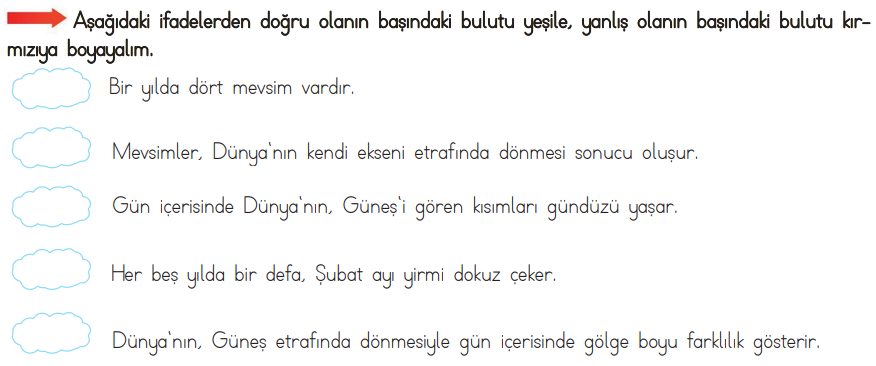 Aşağıdaki ifadelerden doğru olanın başındaki bulutu yeşile, yanlış olanın başındaki bulutu kır-
mızıya boyayalım.
Bir yılda dört mevsim vardır.
Mevsimler, Dünya'nın kendi ekseni etrafında dönmesi sonucu oluşur.
Gün içerisinde Dünya'nın, Güneş'i gören kısımları gündüzü yaşar.
Her beş yılda bir defa, Şubat ayı yirmi dokuz çeker.
Dünya'nın, Güneş etrafında dönmesiyle gün içerisinde gölge boyu farklılık gösterir.